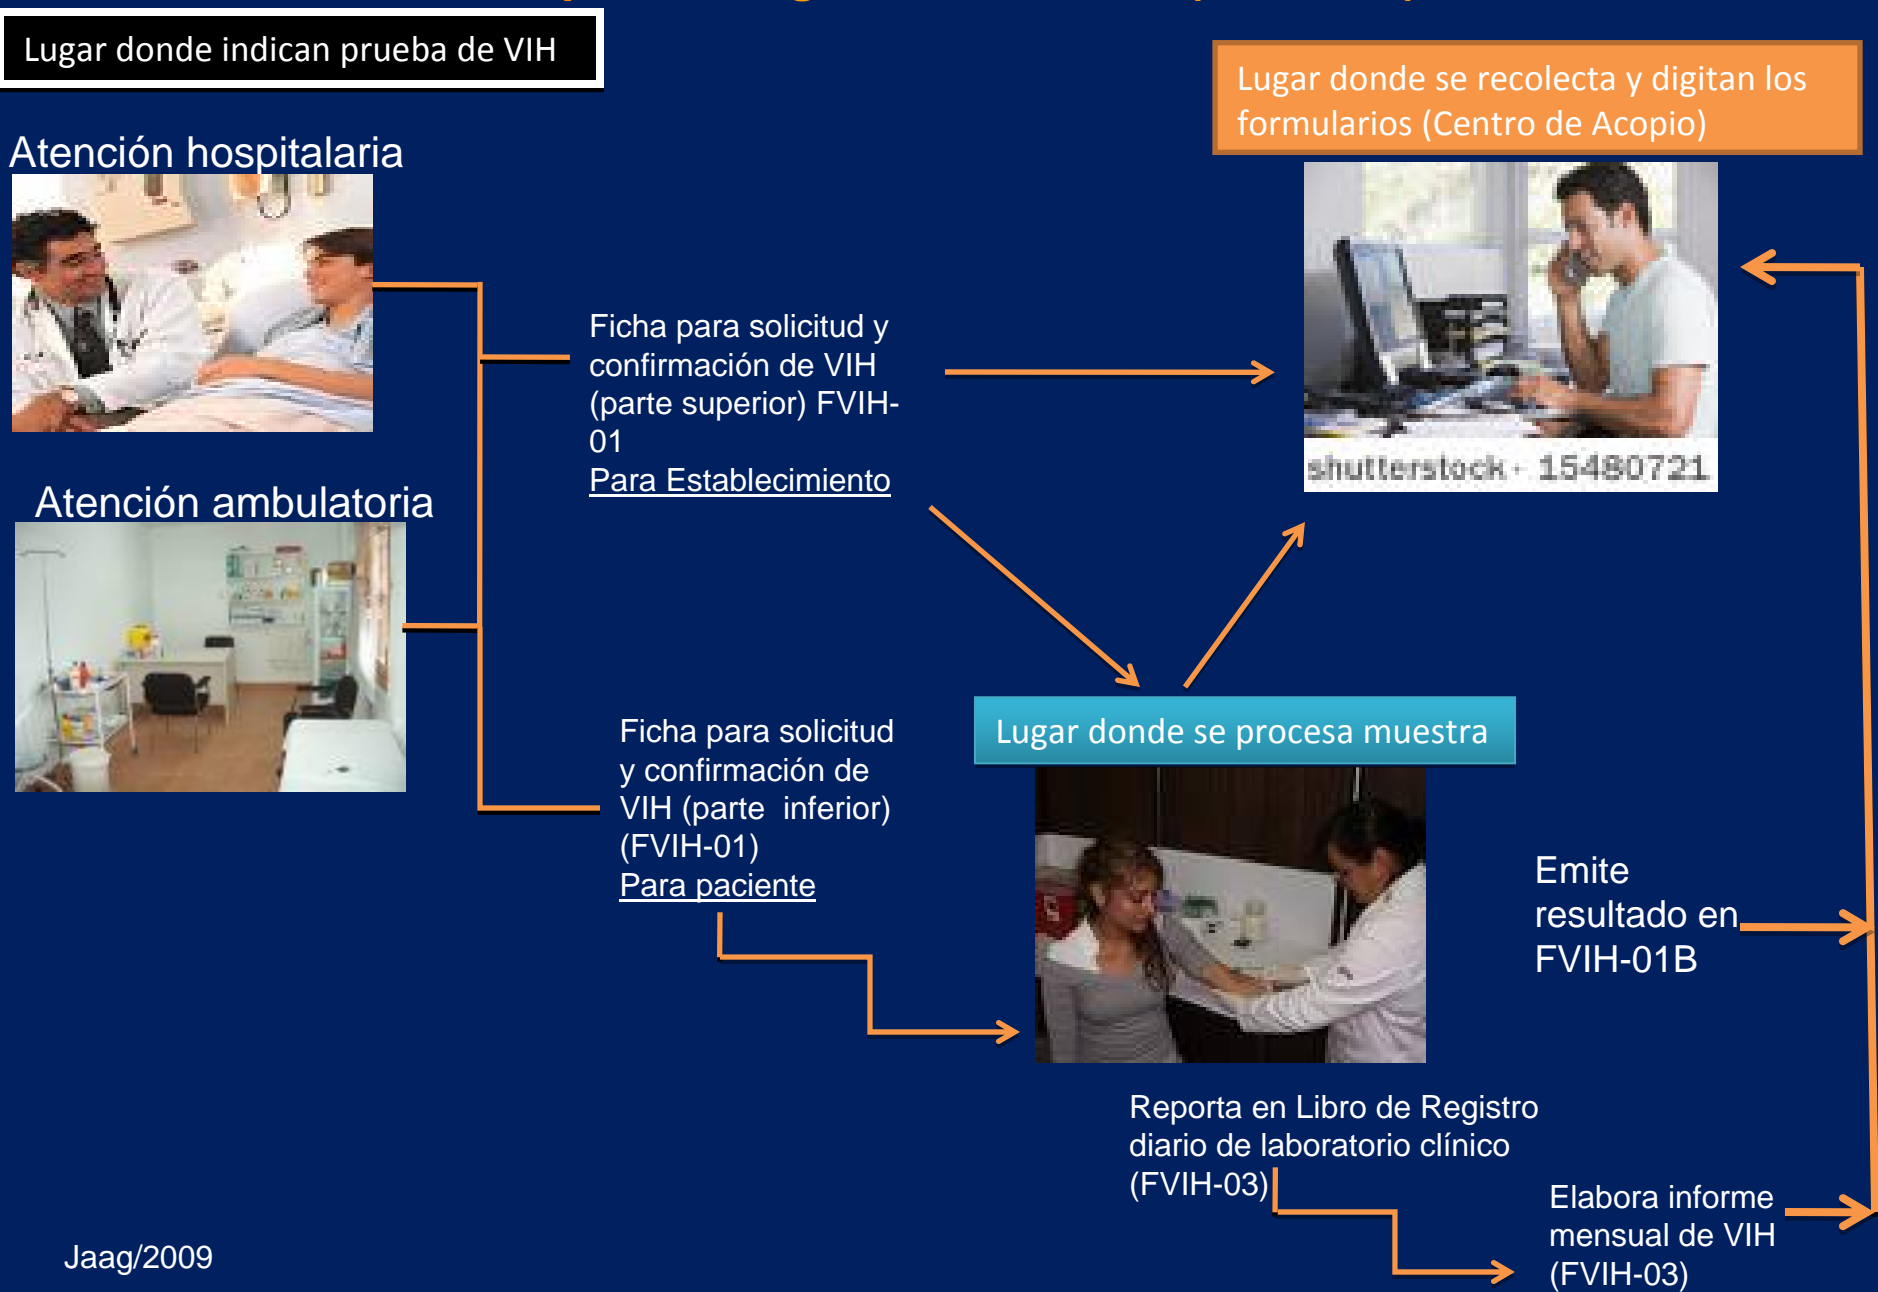 Lugar donde indican prueba de VIH
Lugar donde se recolecta y digitan los
formularios (Centro de Acopio)
Atención hospitalaria
shutterstock · 15480721
Ficha para solicitud y
confirmación de VIH
(parte superior) FVIH-
01
Para Establecimiento
Atención ambulatoria
Ficha para solicitud
y confirmación de
VIH (parte inferior)
(FVIH-01)
Para paciente
Lugar donde se procesa muestra
Emite
resultado en
FVIH-01B
Reporta en Libro de Registro
diario de laboratorio clínico
(FVIH-03)
Elabora informe
mensual de VIH
(FVIH-03)
Jaag/2009